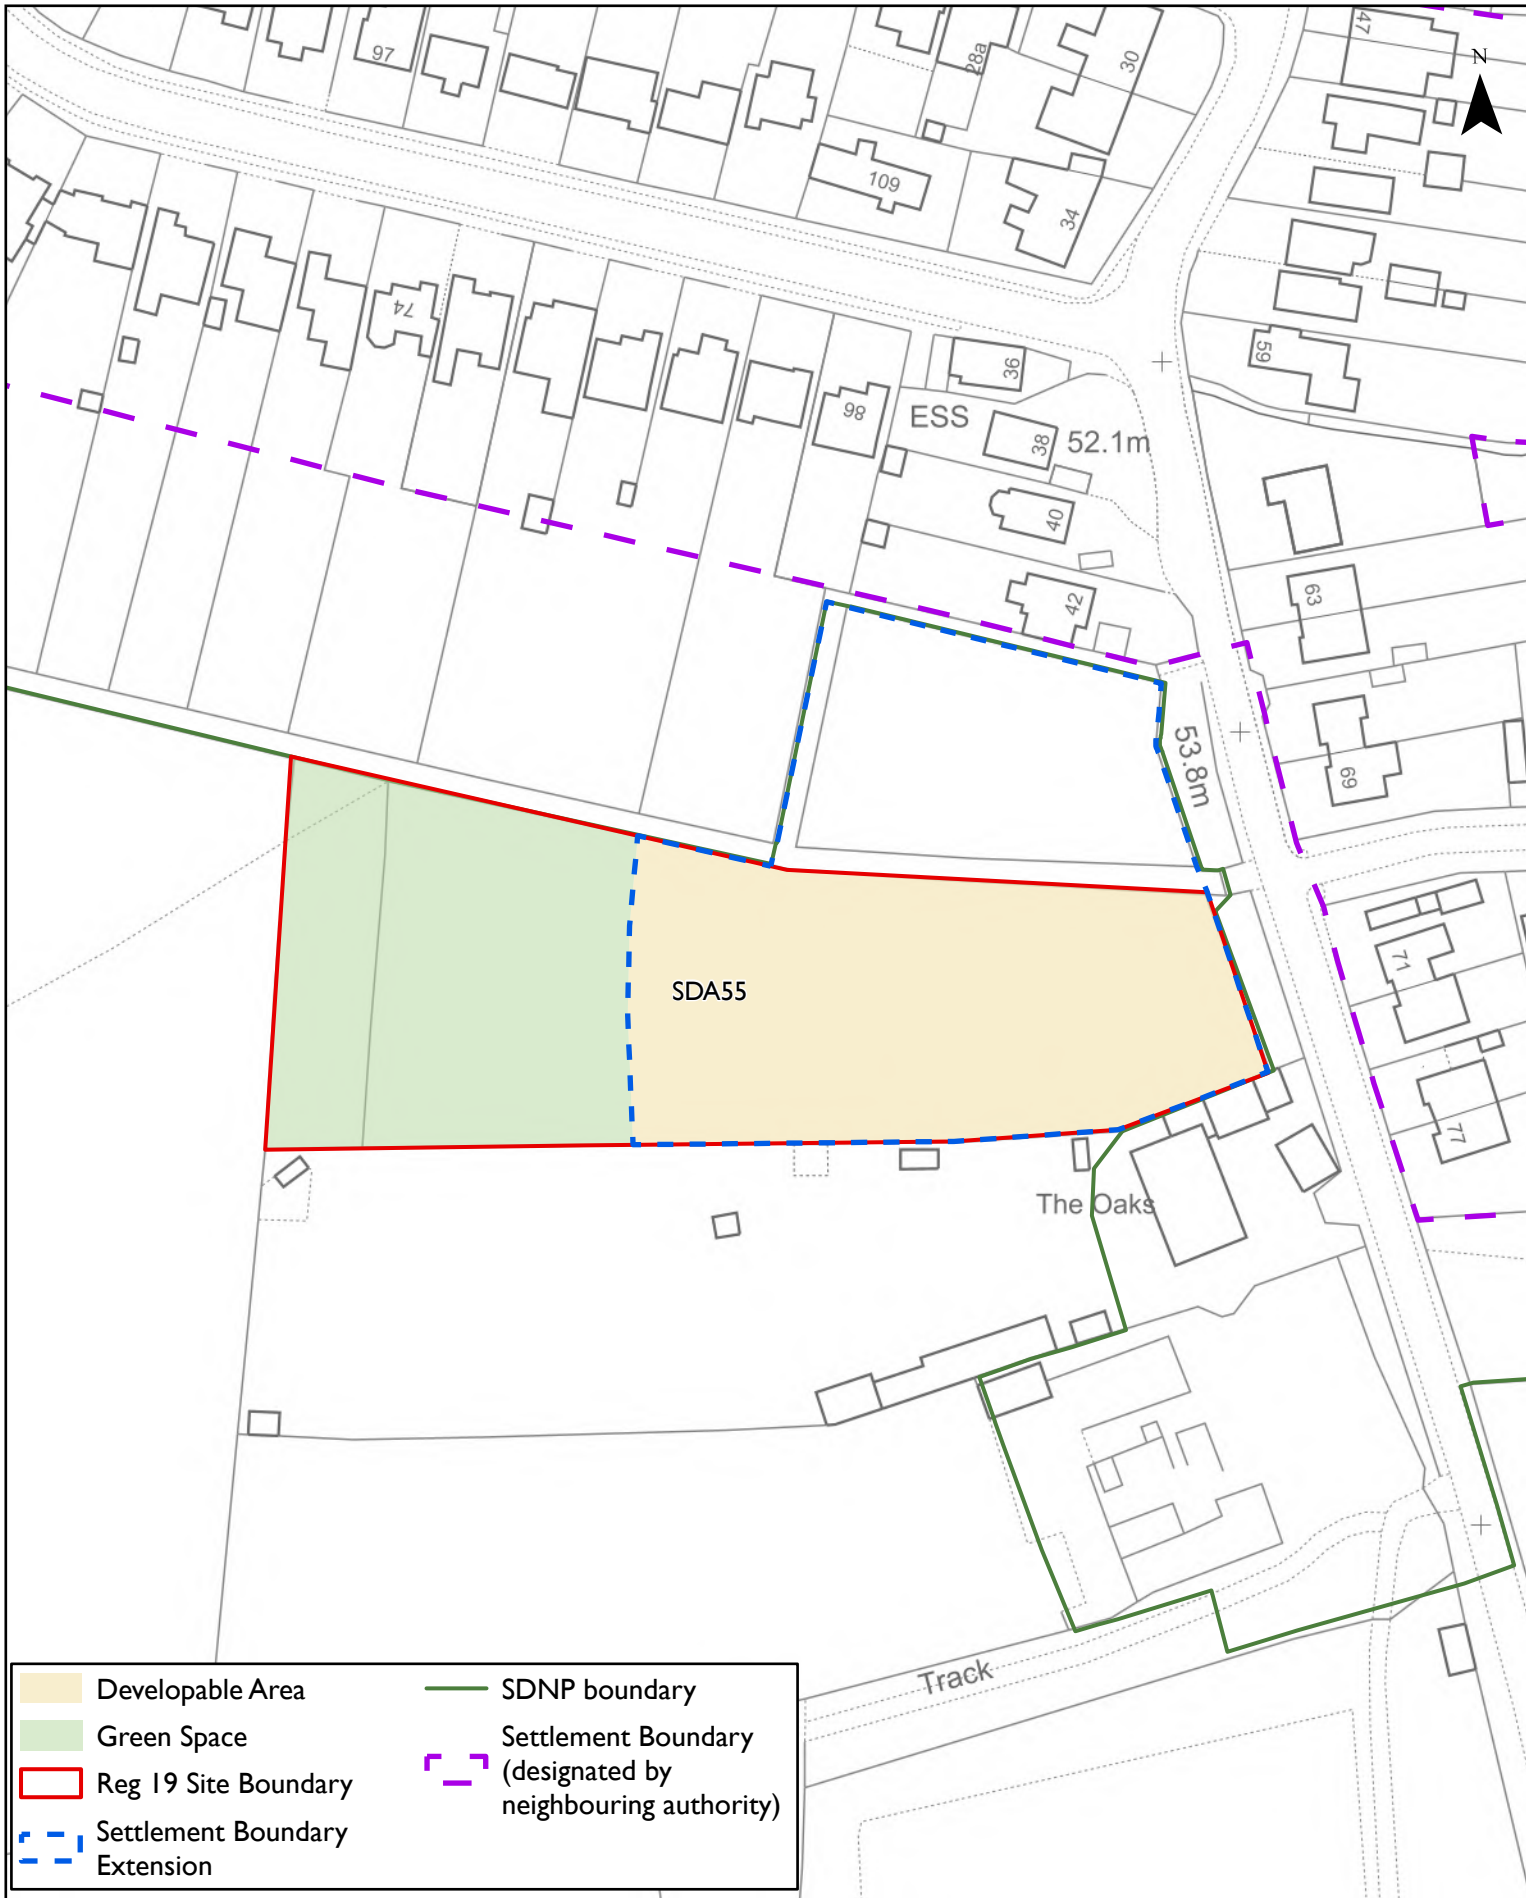 47
97
28a
30
N
109
34
74
59
36
98
ESS
38
52.1m
40
63
42
53.8m
69
71
SDA55
77
The Oaks
Track
Developable Area
Green Space
Reg 19 Site Boundary
Settlement Boundary
Extension
SDNP boundary
Settlement Boundary
(designated by
neighbouring authority)